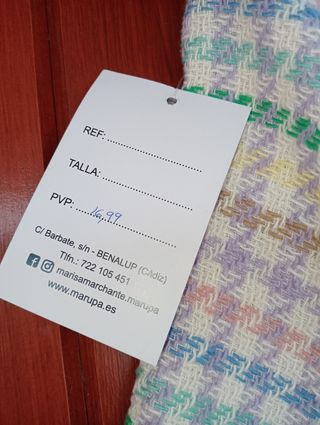 REF: ..............................
TALLA: ............................
PVP: ...16,99......................
C/ Barbate, s/n - BENALUP (Cádiz)
Tlfn.: 722 105 451
marisamarchante.marupa
www.marupa.es